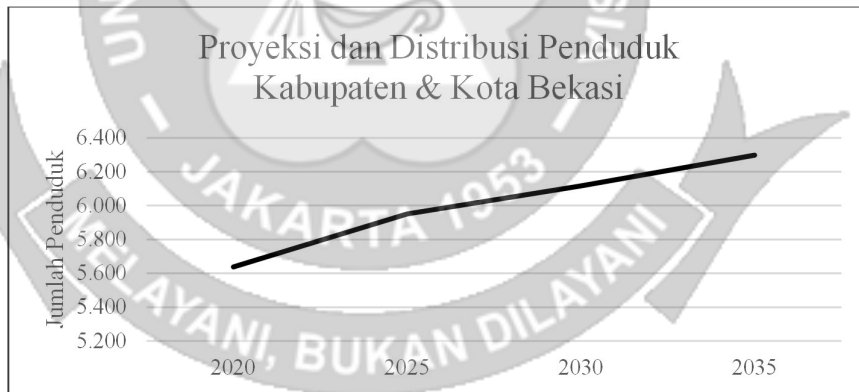 Proyeksi dan Distribusi Penduduk
Kabupaten & Kota Bekasi
Jumlah Penduduk
6.400
6.200
6.000
5.800
5.600
5.400
5.200
2020 2025 2030 2035
JAKARTA 1953
MELAYANI, BUKAN DILAYANI